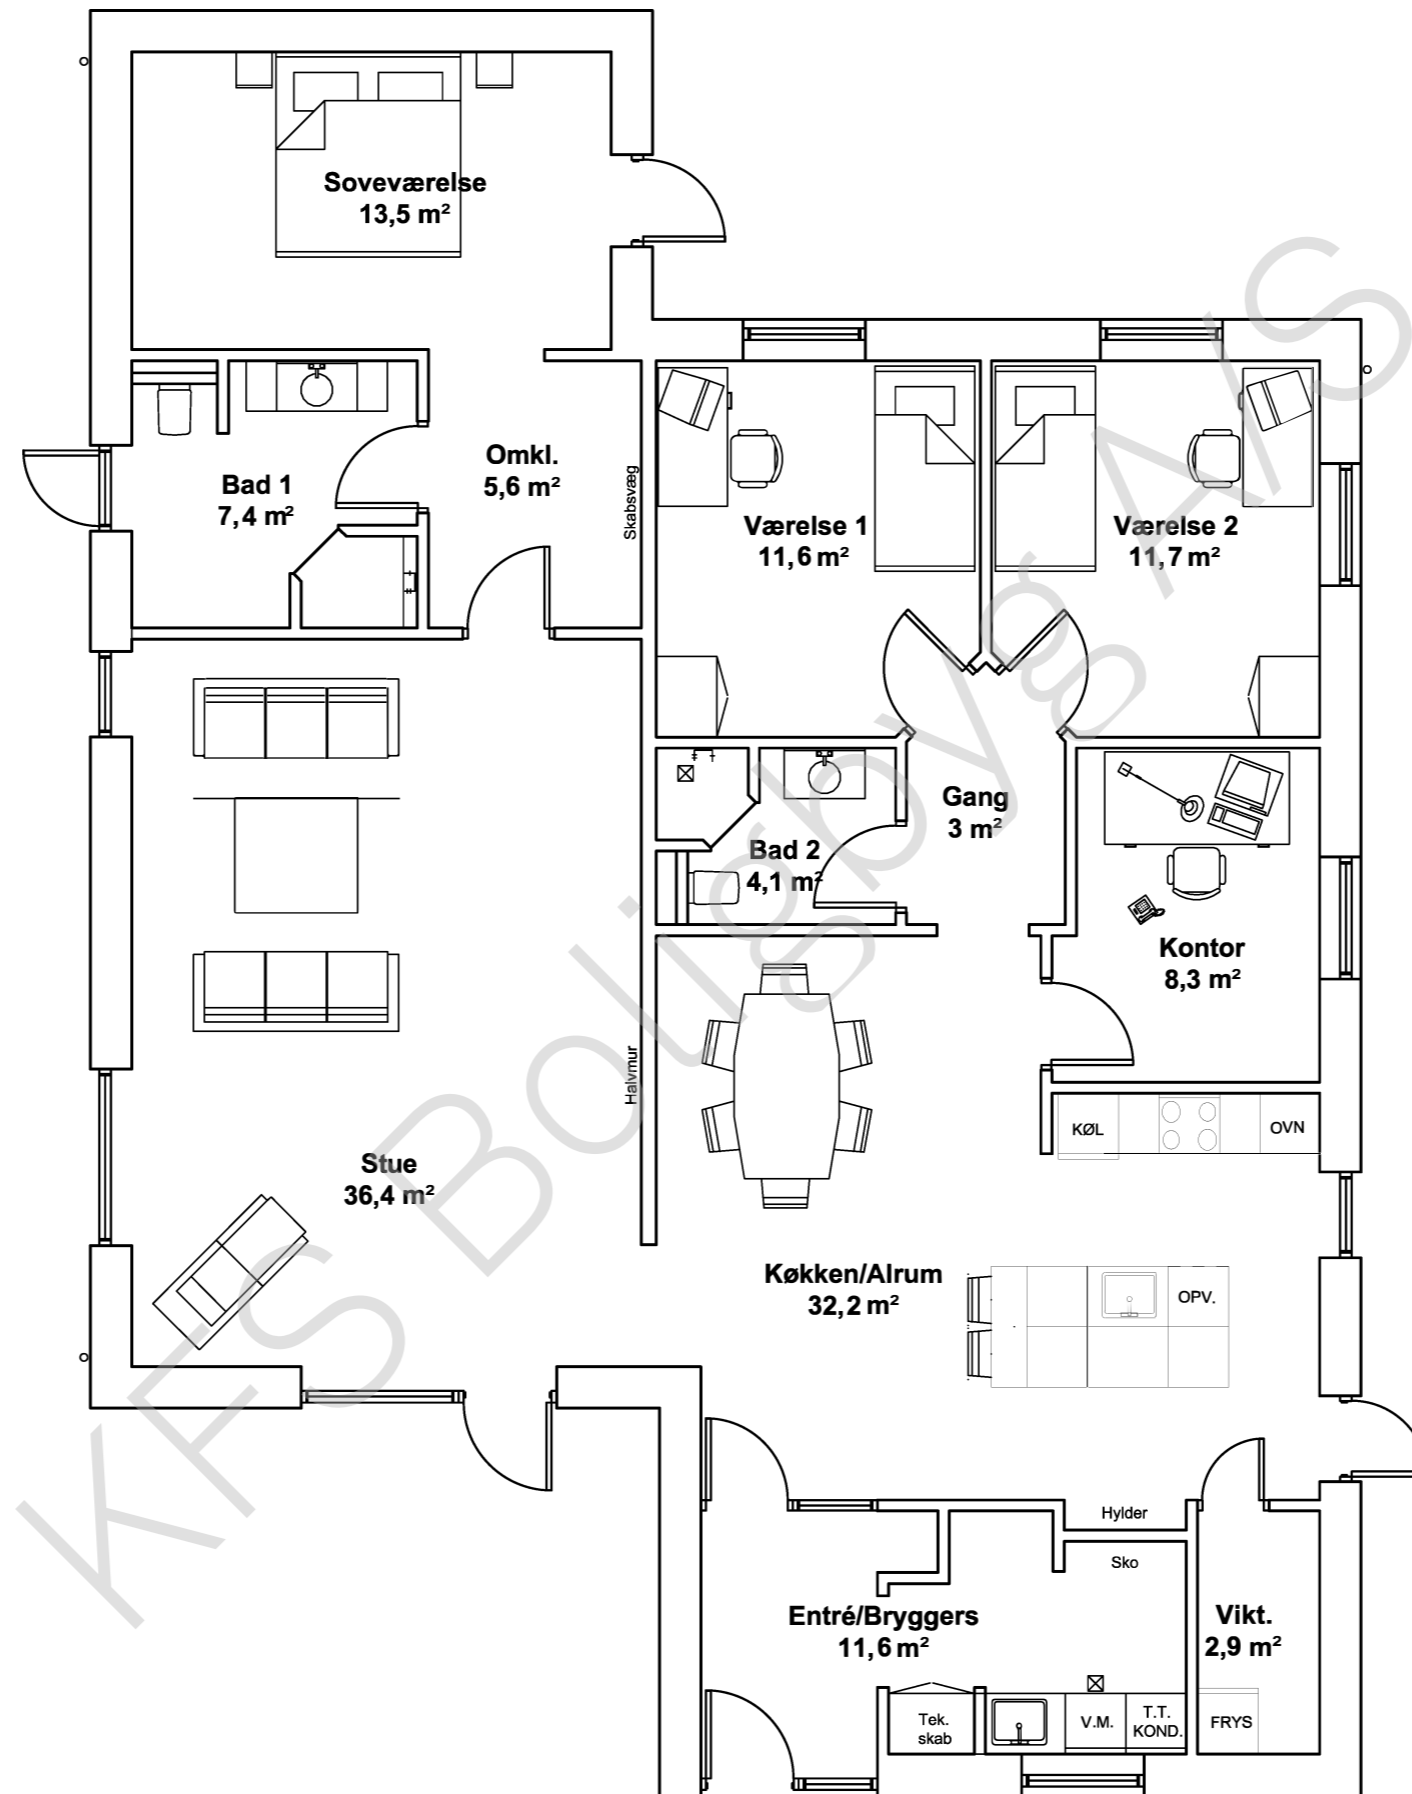 Soveværelse
13,5 m²
Omkl.
5,6 m²
Skabsvæg
Bad 1
7,4 m²
Værelse 1
11,6 m²
Værelse 2
11,7 m²
Gang
3 m²
Bad 2
4,1 m²
Kontor
8,3 m²
Halvmur
Stue
36,4 m²
KØL
OVN
Køkken/Alrum
32,2 m²
OPV.
Hylder
Sko
Entré/Bryggers
11,6 m²
Vikt.
2,9 m²
Tek.
skab
V.M.
T.T.
KOND.
FRYS
KFS Boligbyg A/S